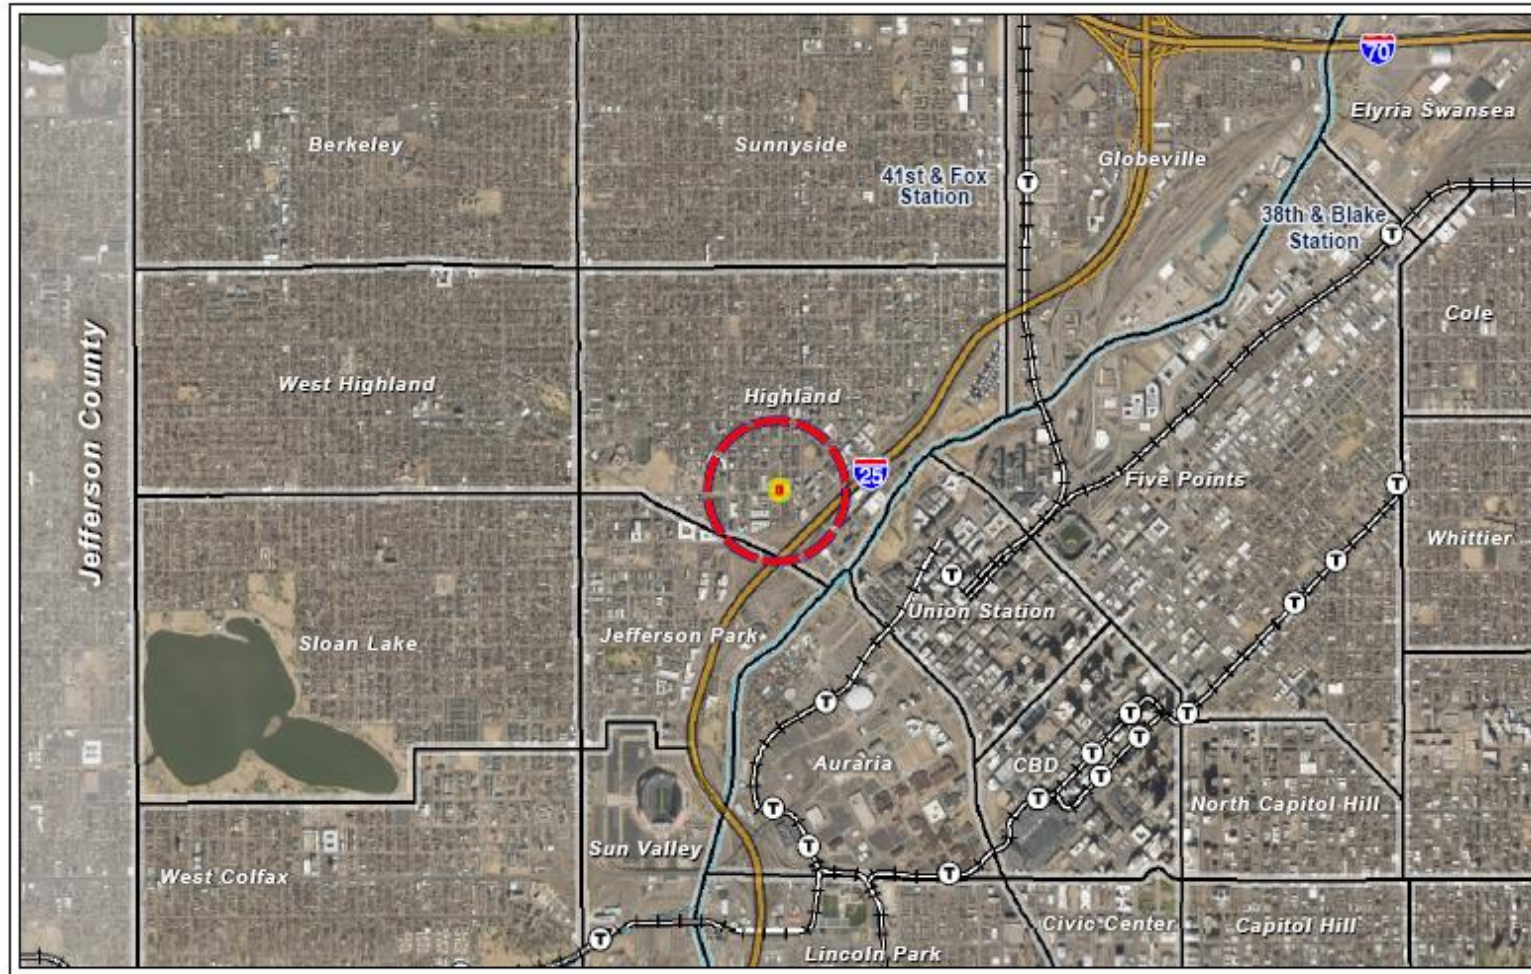 70
Elyria Swansea
Berkeley
Sunnyside
Globeville
41st & Fox
Station
T
38th & Blake
Station
T
Cole
Jefferson County
West Highland
Highland
25
Five Points
T
Whittier
T
T
T
Union Station
Jefferson Park
Sloan Lake
T
T
T
T
T
T
Auraria
CBD
T
T
T
North Capitol Hill
Sun Valley
T
T
West Colfax
Civic Center
Capitol Hill
T
Lincoln Park